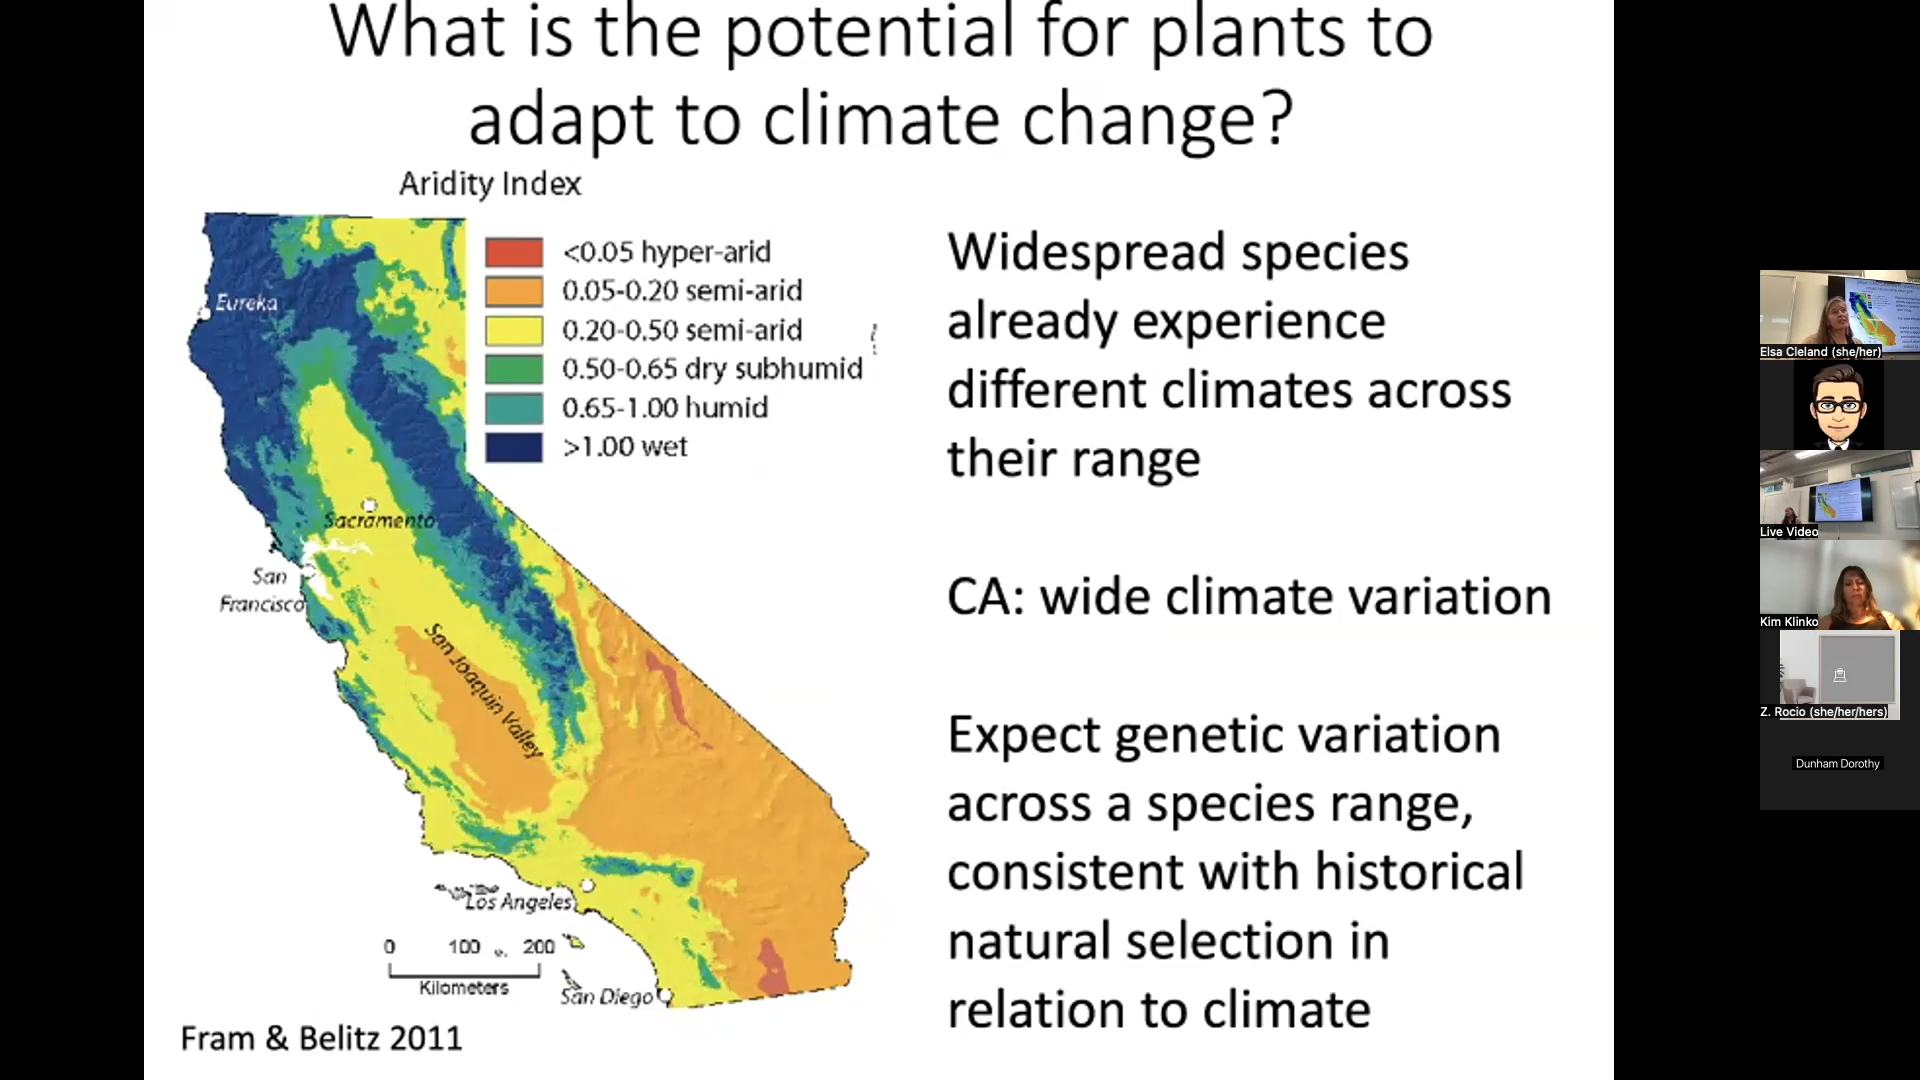 What is the potential for plants to
adapt to climate change?
Aridity Index
<0.05 hyper-arid
0.05-0.20 semi-arid
0.20-0.50 semi-arid
0.50-0.65 dry subhumid
0.65-1.00 humid
>1.00 wet
Eureka
Sacramento
San
Francisco
San Joaquin Valley
Los Angeles
0 100 200
Kilometers
San Diego
Fram & Belitz 2011
Widespread species
already experience
different climates across
their range
CA: wide climate variation
Expect genetic variation
across a species range,
consistent with historical
natural selection in
relation to climate
Elsa Cleland (she/her)
Live Video
Kim Klinko
Z. Rocio (she/her/hers)
Dunham Dorothy